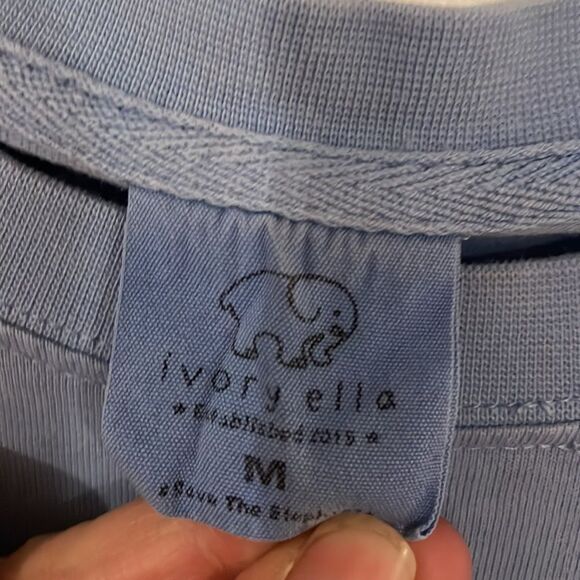 ivory ella
★ Established 2015 ★
M
Save The